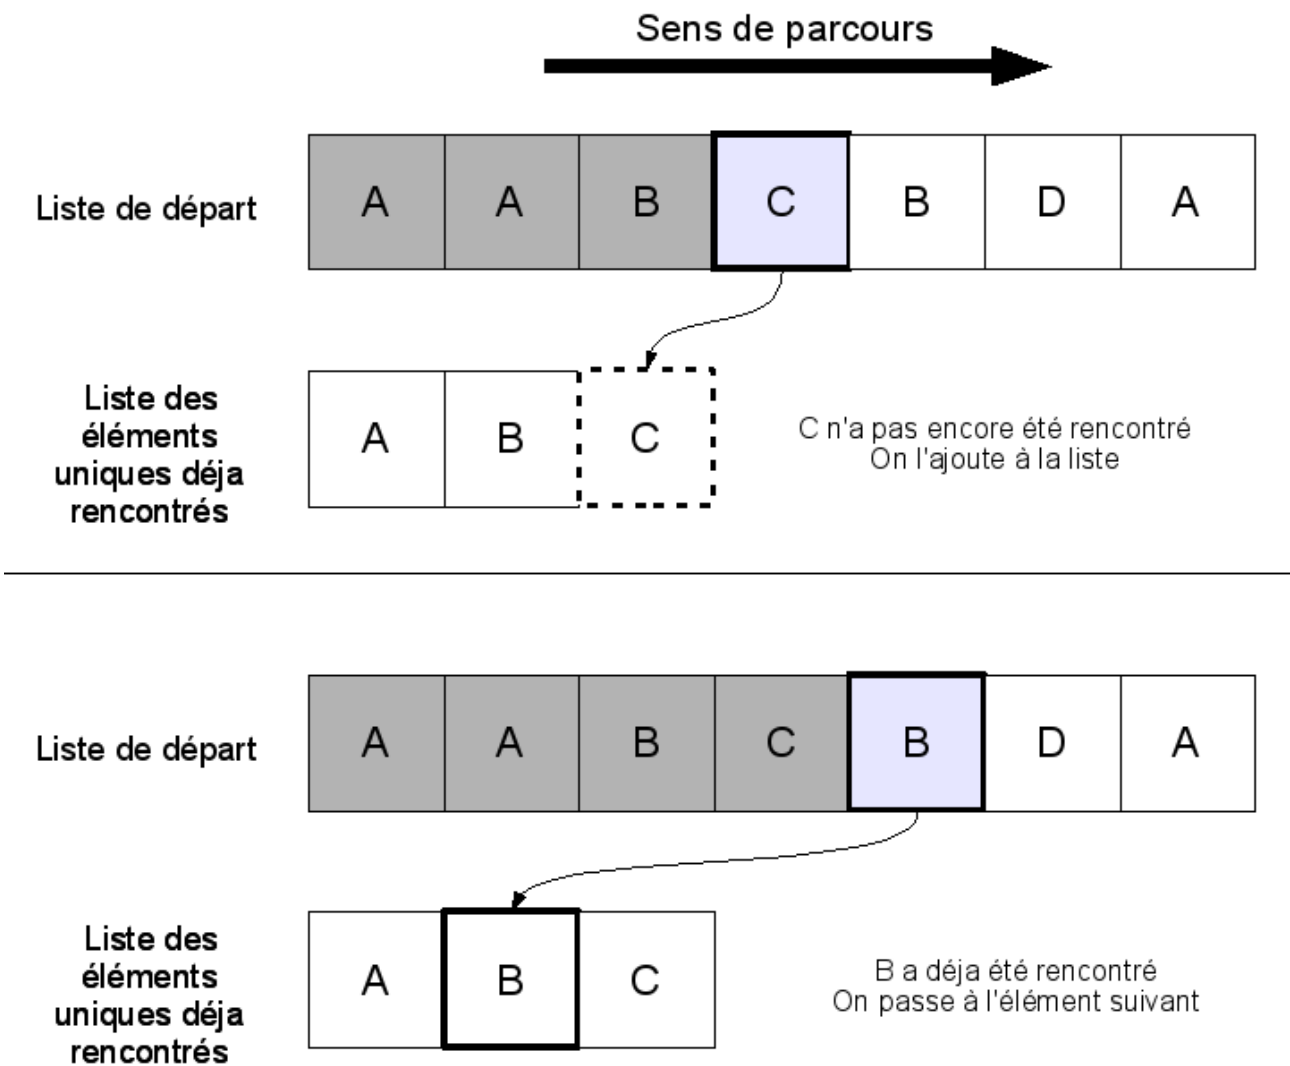 Sens de parcours
Liste de départ
A A B C B D A
Liste des
éléments
uniques déja
rencontrés
A B C
C n'a pas encore été rencontré
On l'ajoute à la liste
Liste de départ
A A B C B D A
Liste des
éléments
uniques déja
rencontrés
A B C
B a déja été rencontré
On passe à l'élément suivant